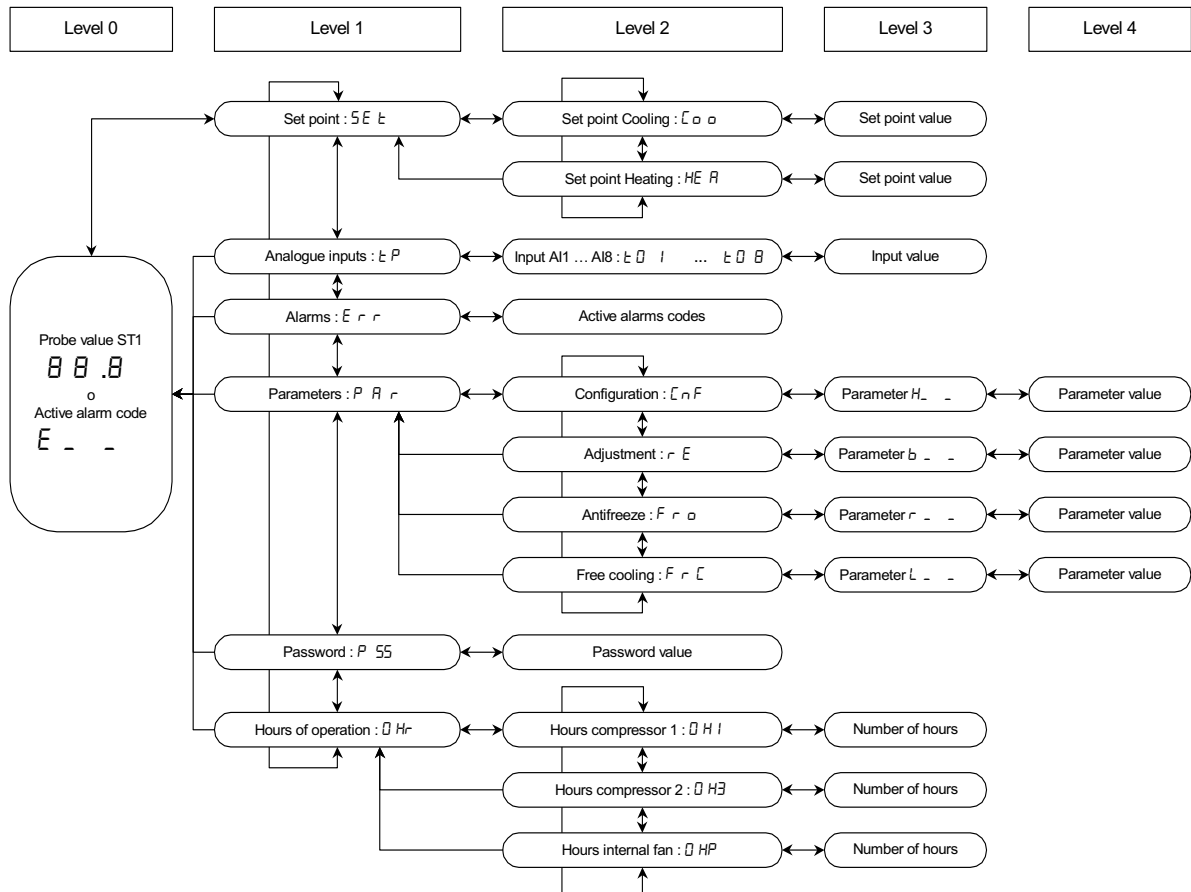 Level 0
Level 1
Level 2
Level 3
Level 4
Set point : SEt
Set point Cooling : Coo
Set point value
Set point Heating : HEA
Set point value
Analogue inputs : tP
Input AI1 ... AI8 : t01 ... t08
Input value
Alarms : Err
Active alarms codes
Probe value ST1
88.8
o
Active alarm code
E _ _
Parameters : PAr
Configuration : CnF
Parameter H_ _
Parameter value
Adjustment : rE
Parameter b _ _
Parameter value
Antifreeze : Fro
Parameter r _ _
Parameter value
Free cooling : FrC
Parameter L _ _
Parameter value
Password : PSS
Password value
Hours of operation : OHr
Hours compressor 1 : OH1
Number of hours
Hours compressor 2 : OH3
Number of hours
Hours internal fan : OHP
Number of hours